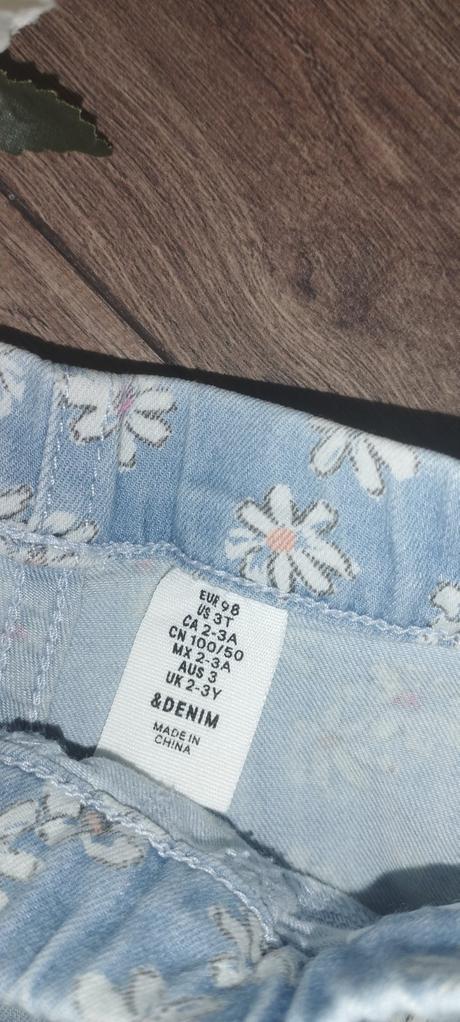 EUR 98
US 3T
CA 2-3A
CN 100/50
MX 2-3A
AUS 3
UK 2-3Y
&DENIM
MADE IN
CHINA